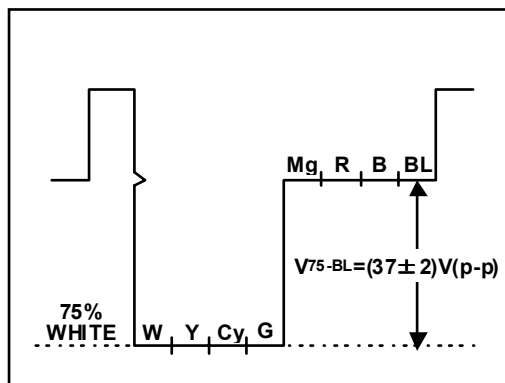 Mg R B BL
V75-BL=(37±2)V(p-p)
75%
WHITE
W Y Cy G